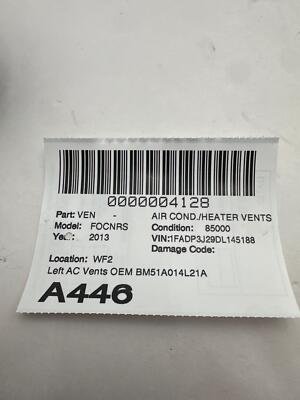 0000004128
Part: VEN - AIR COND./HEATER VENTS
Model: FOCNRS Condition: 85000
Year: 2013 VIN:1FADP3J29DL145188
Damage Code:
Location: WF2
Left AC Vents OEM BM51A014L21A
A446